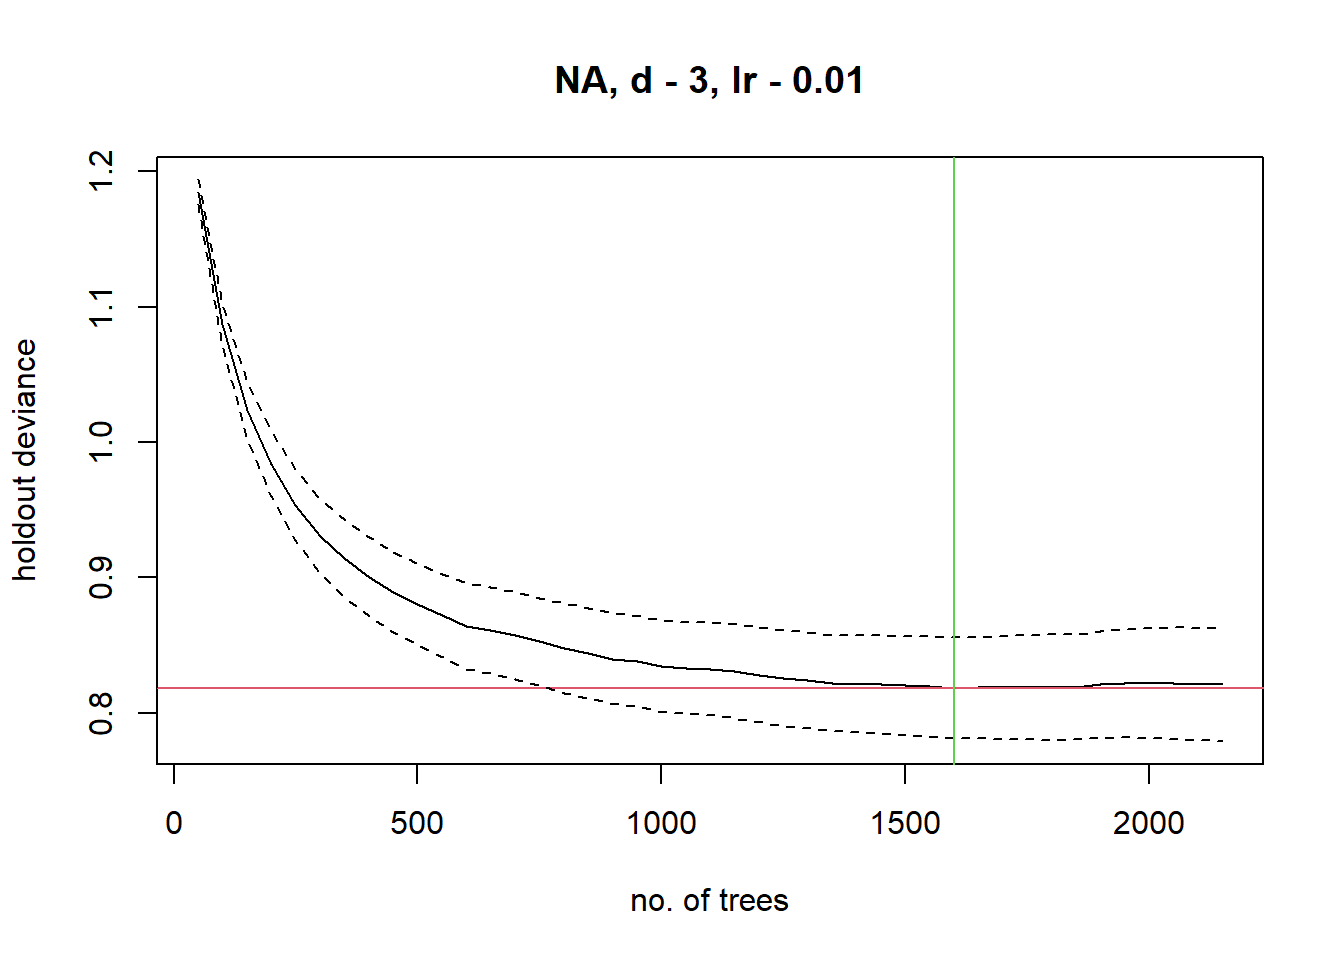 NA, d - 3, lr - 0.01
holdout deviance
1.2
1.1
1.0
0.9
0.8
0 500 1000 1500 2000
no. of trees